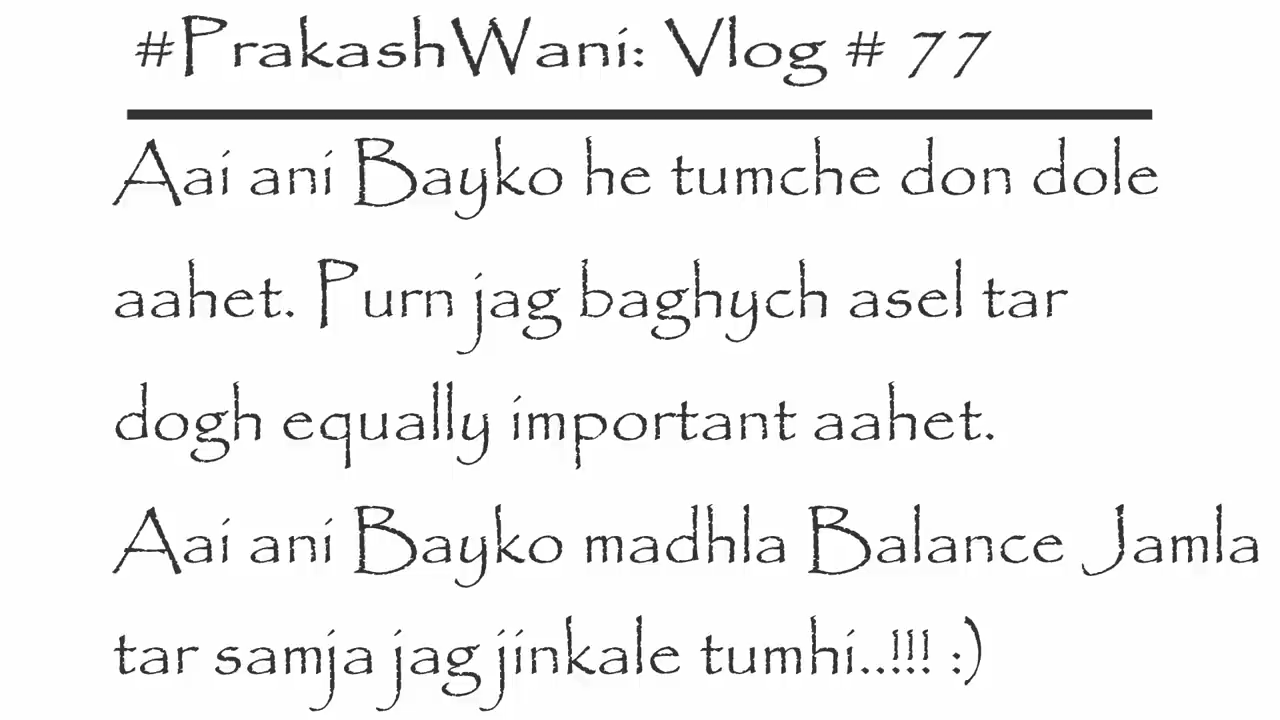 #PrakashWani: Vlog # 77
Aai ani Bayko he tumche don dole
aahet. Purn jag baghych asel tar
dogh equally important aahet.
Aai ani Bayko madhla Balance Jamla
tar samja jag jinkale tumhi..!!! :)